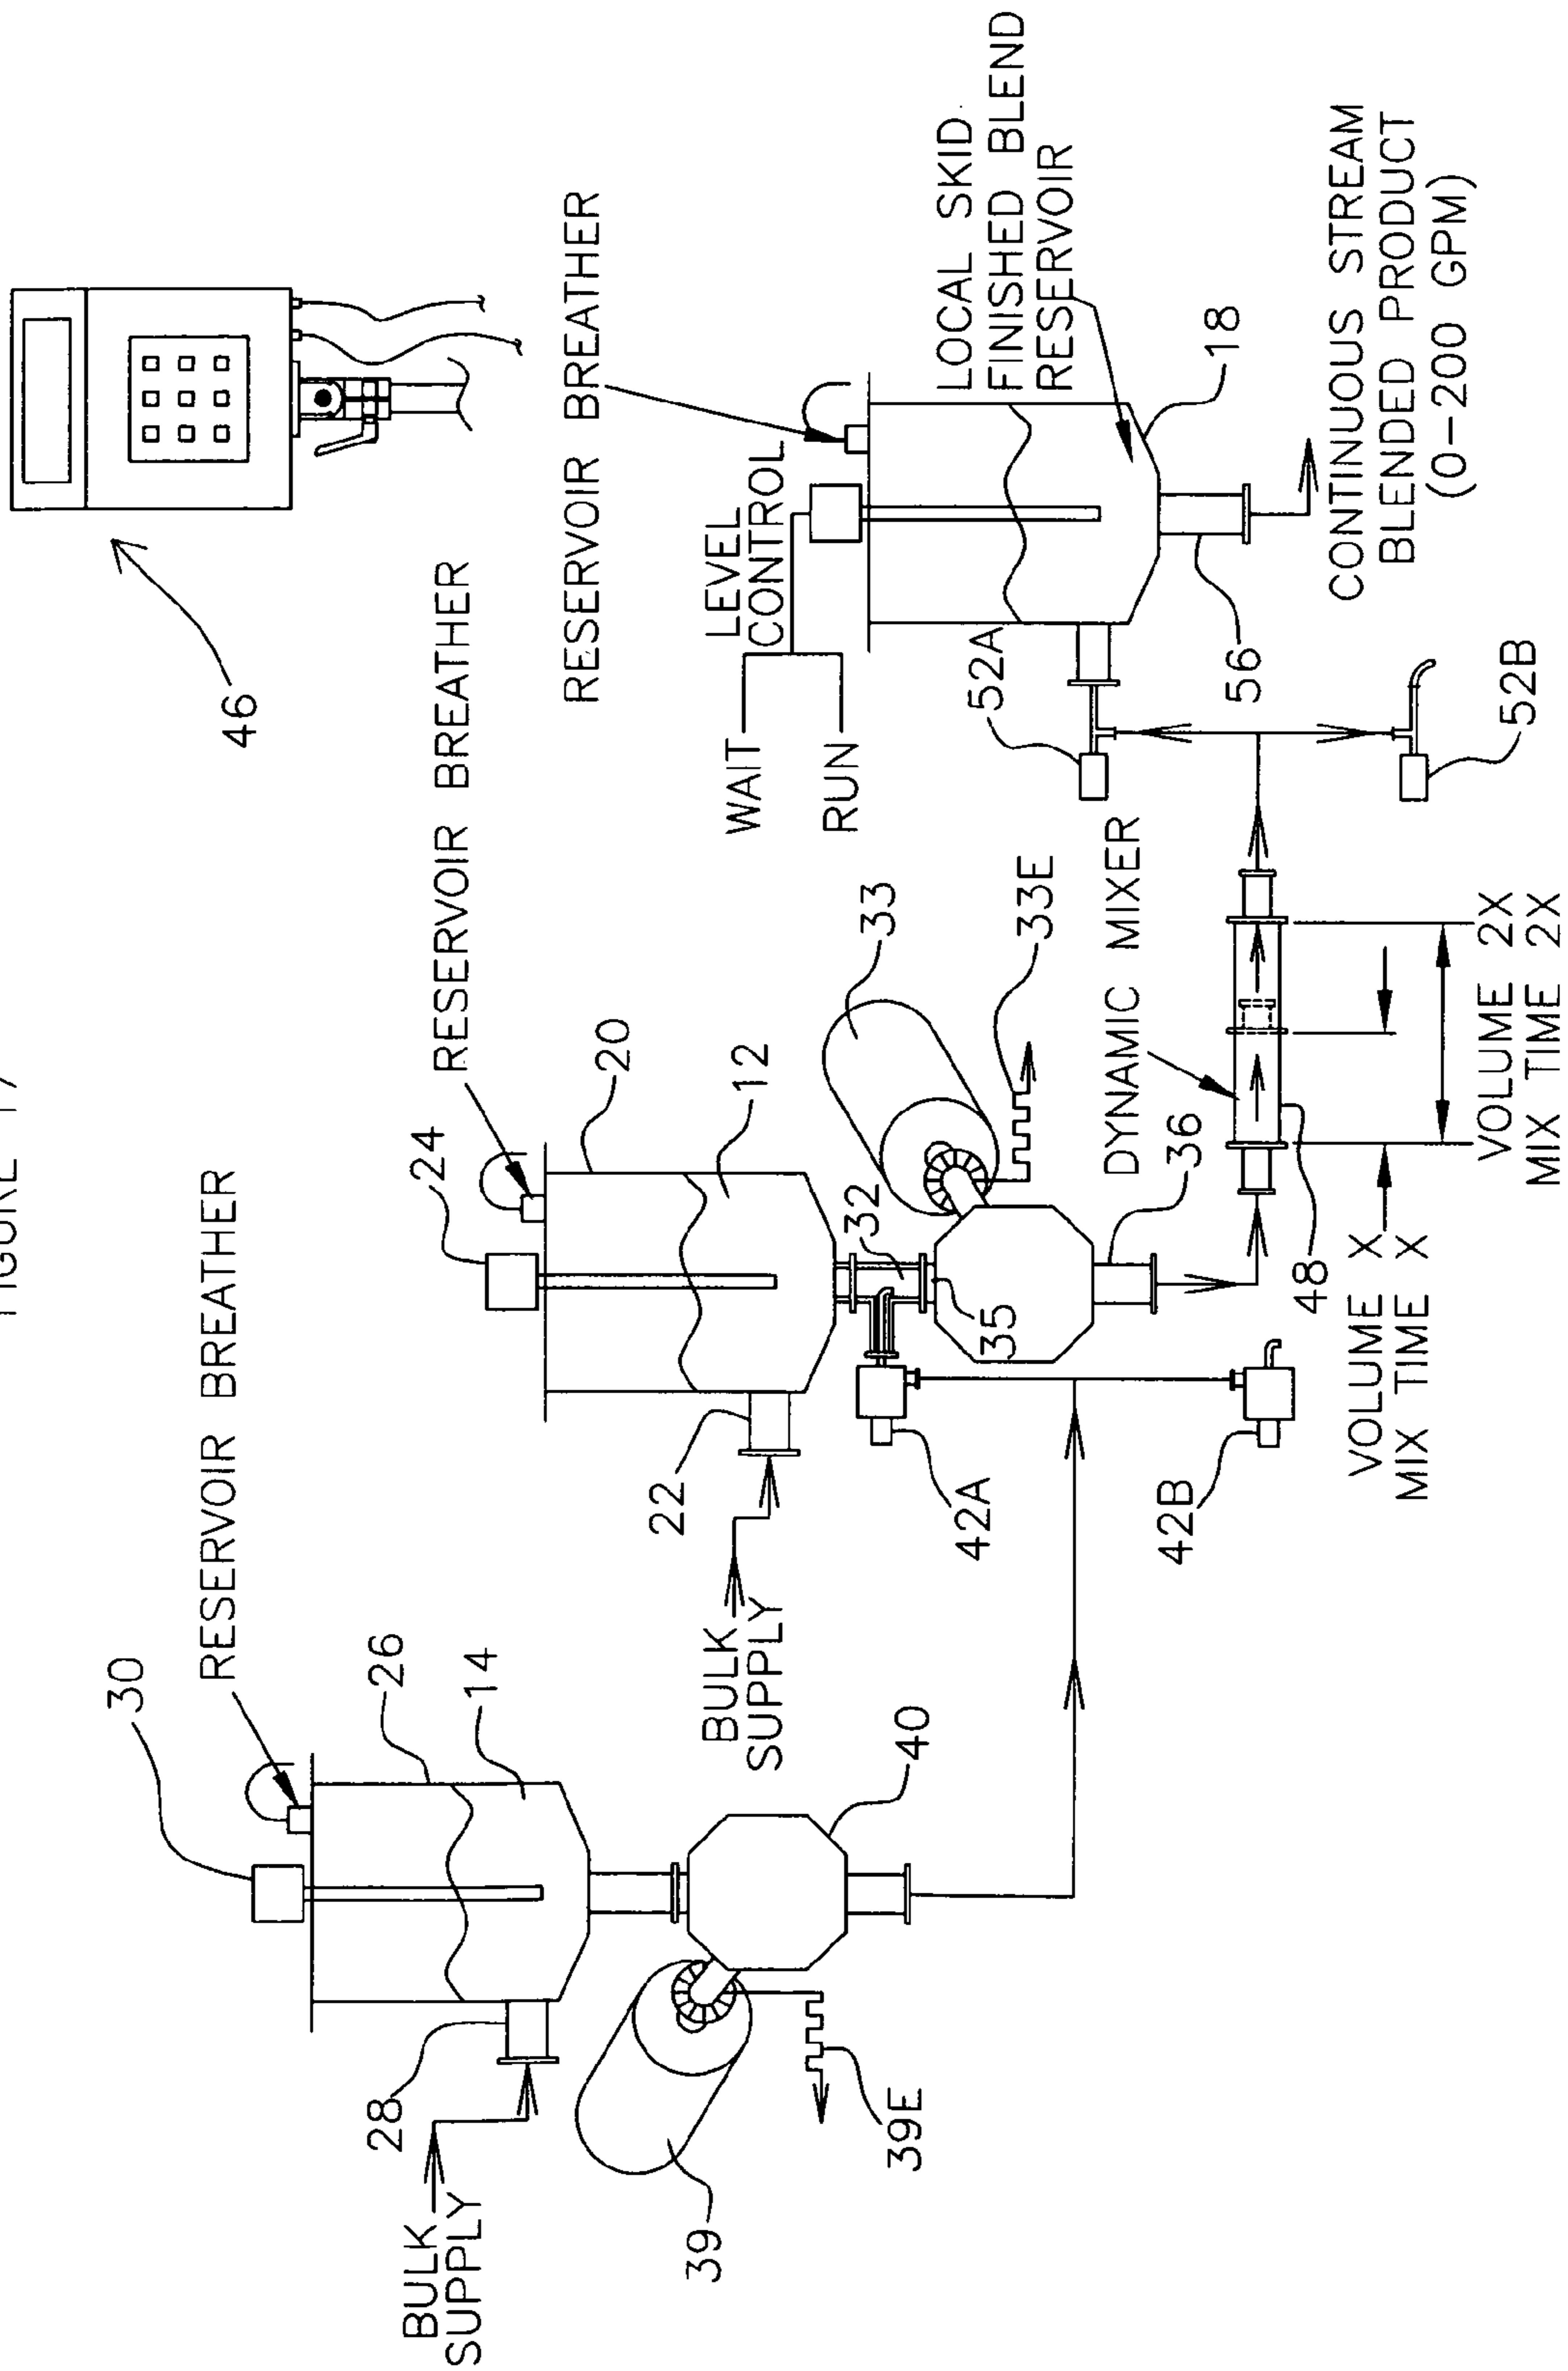 FIGURE 17
46
RESERVOIR BREATHER
RESERVOIR BREATHER
RESERVOIR BREATHER
30
24
LEVEL
CONTROL
WAIT
RUN
LOCAL SKID
FINISHED BLEND
RESERVOIR
26
14
20
12
18
BULK
SUPPLY
28
BULK
SUPPLY
22
39
39E
40
42A
42B
32
35
33
33E
36
DYNAMIC MIXER
48
52A
52B
56
CONTINUOUS STREAM
BLENDED PRODUCT
(0-200 GPM)
VOLUME X
MIX TIME X
VOLUME 2X
MIX TIME 2X